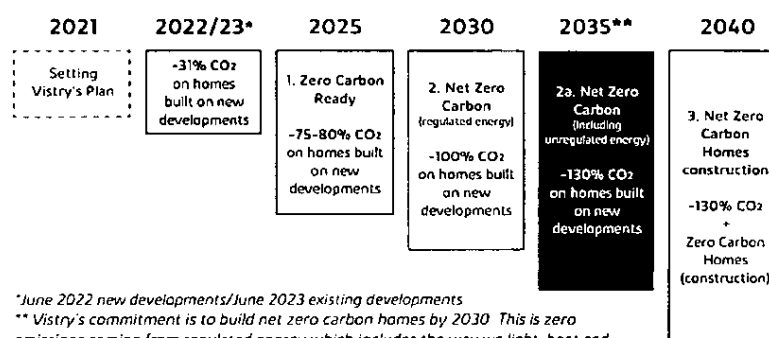 2021
2022/23*
2025
2030
2035**
2040
Setting
Vistry's Plan
-31% CO2
on homes
built on new
developments
1. Zero Carbon
Ready
-75-80% CO2
on homes built
on new
developments
2. Net Zero
Carbon
(regulated energy)
-100% CO2
on homes built
on new
developments
2a. Net Zero
Carbon
(including
unregulated energy)
-130% CO2
on homes built
on new
developments
3. Net Zero
Carbon
Homes
construction
-130% CO2
+
Zero Carbon
Homes
(construction)
*June 2022 new developments/June 2023 existing developments
** Vistry's commitment is to build net zero carbon homes by 2030 This is zero